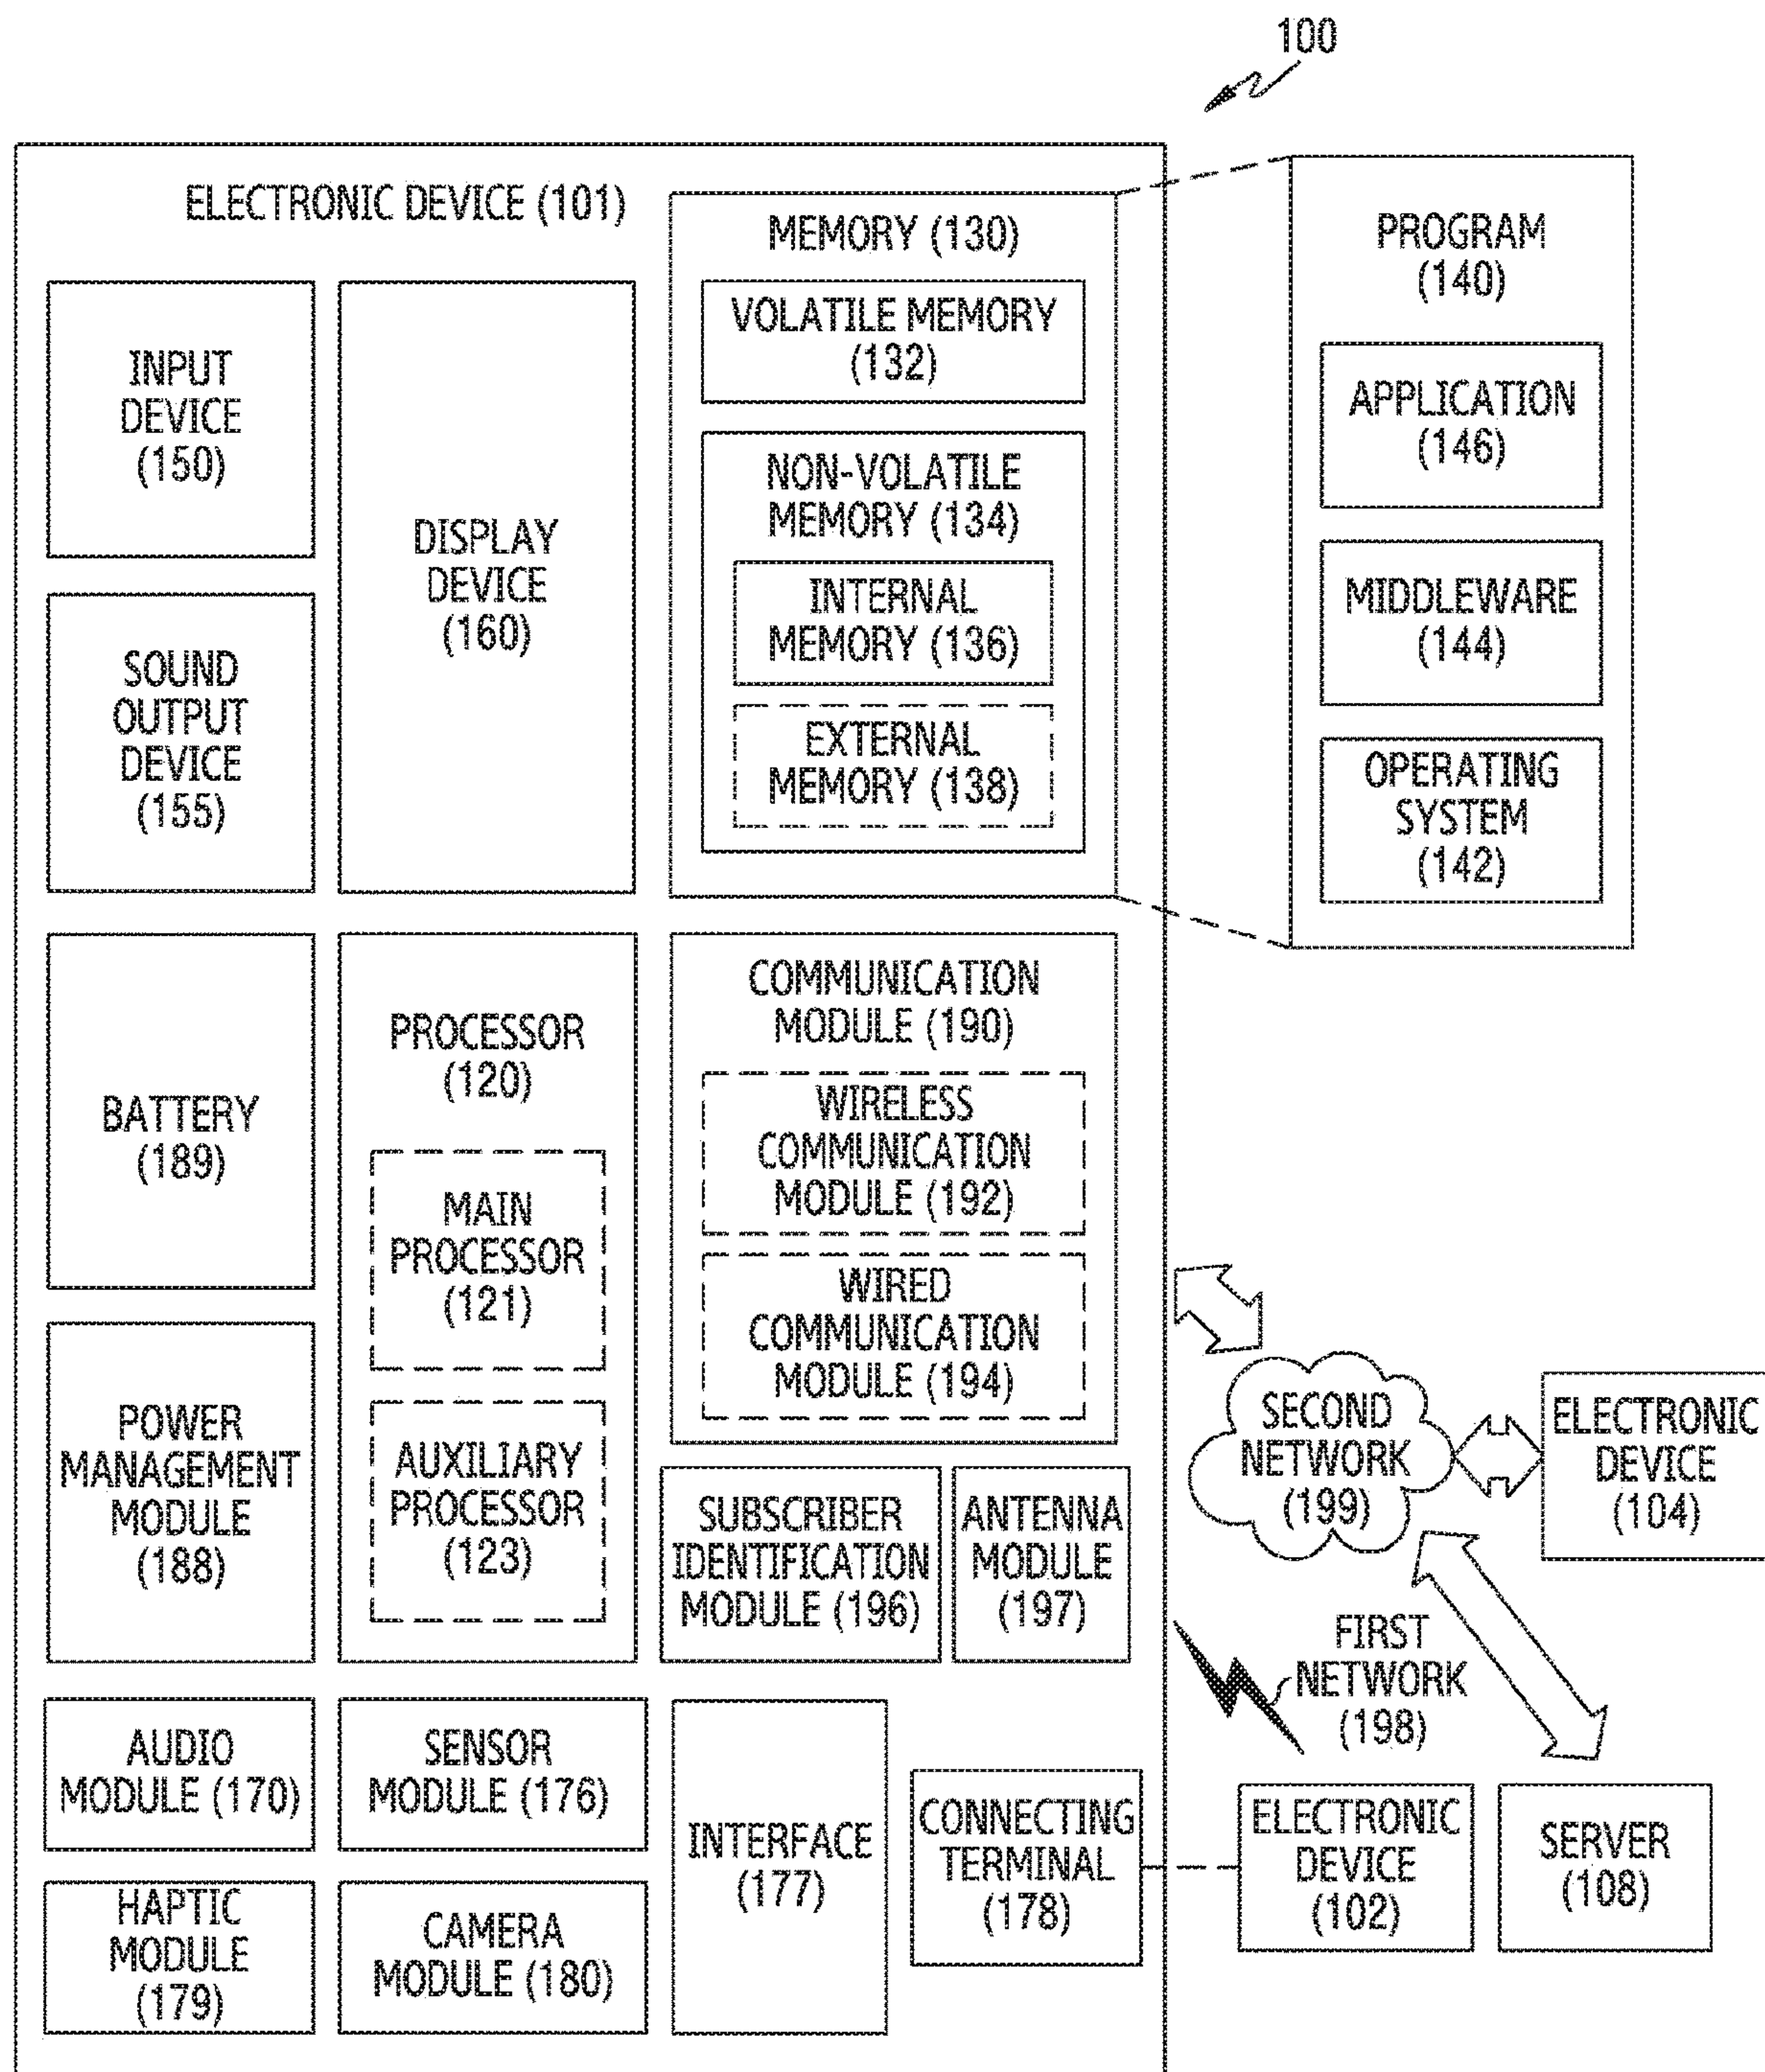 100
ELECTRONIC DEVICE (101)
INPUT
DEVICE
(150)
SOUND
OUTPUT
DEVICE
(155)
DISPLAY
DEVICE
(160)
MEMORY (130)
VOLATILE MEMORY
(132)
NON-VOLATILE
MEMORY (134)
INTERNAL
MEMORY (136)
EXTERNAL
MEMORY (138)
PROGRAM
(140)
APPLICATION
(146)
MIDDLEWARE
(144)
OPERATING
SYSTEM
(142)
BATTERY
(189)
POWER
MANAGEMENT
MODULE
(188)
PROCESSOR
(120)
MAIN
PROCESSOR
(121)
AUXILIARY
PROCESSOR
(123)
COMMUNICATION
MODULE (190)
WIRELESS
COMMUNICATION
MODULE (192)
WIRED
COMMUNICATION
MODULE (194)
SUBSCRIBER
IDENTIFICATION
MODULE (196)
ANTENNA
MODULE
(197)
SECOND
NETWORK
(199)
ELECTRONIC
DEVICE
(104)
FIRST
NETWORK
(198)
AUDIO
MODULE (170)
SENSOR
MODULE (176)
HAPTIC
MODULE
(179)
CAMERA
MODULE (180)
INTERFACE
(177)
CONNECTING
TERMINAL
(178)
ELECTRONIC
DEVICE
(102)
SERVER
(108)